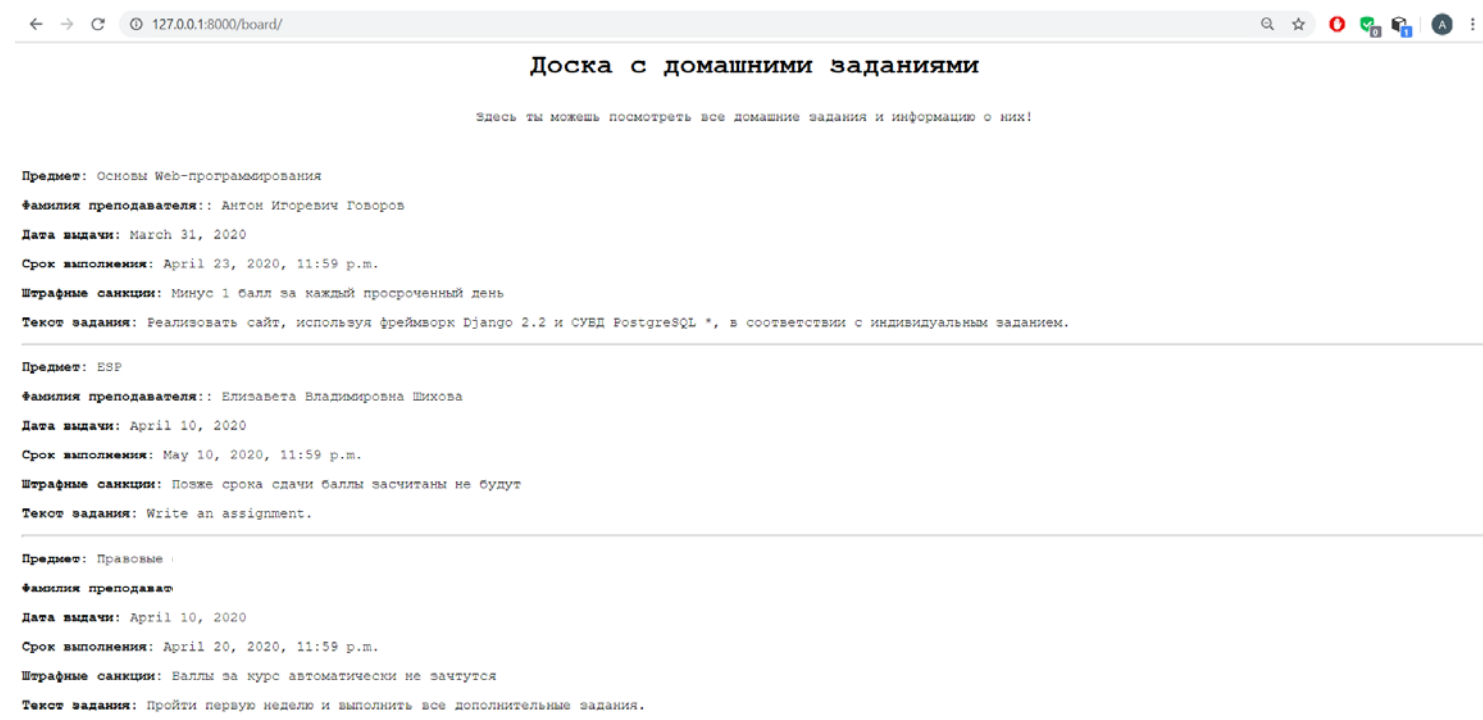 127.0.0.1:8000/board/
0
1
A
Доска с домашними заданиями
Здесь ты можешь посмотреть все домашние задания и информацию о них!
Предмет: Основы Web-программирования
Фамилия преподавателя:: Антон Игоревич Говоров
Дата выдачи: March 31, 2020
Срок выполнения: April 23, 2020, 11:59 p.m.
Штрафные санкции: Минус 1 балл за каждый просроченный день
Текст задания: Реализовать сайт, используя фреймворк Django 2.2 и СУБД PostgreSQL *, в соответствии с индивидуальным заданием.
Предмет: ESP
Фамилия преподавателя:: Елизавета Владимировна Шихова
Дата выдачи: April 10, 2020
Срок выполнения: May 10, 2020, 11:59 p.m.
Штрафные санкции: Позже срока сдачи баллы засчитаны не будут
Текст задания: Write an assignment.
Предмет: Правовые
Фамилия
Дата выдачи: April 10, 2020
Срок выполнения: April 20, 2020, 11:59 p.m.
Штрафные санкции: Баллы за курс автоматически не зачтутся
Текст задания: Пройти первую неделю и выполнить все дополнительные задания.